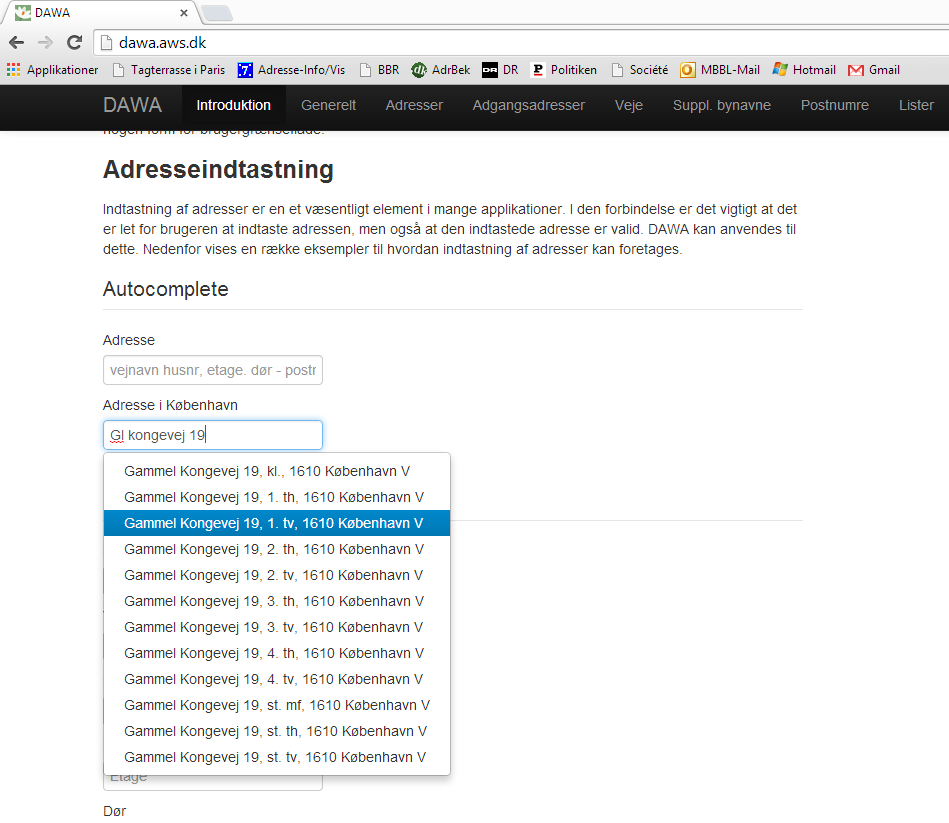 DAWA
dawa.aws.dk
Applikationer Tagterrasse i Paris 7. Adresse-Info/Vis BBR dk AdrBek DR DR P Politiken Société O MBBL-Mail Hotmail Gmail
DAWA Introduktion Generelt Adresser Adgangsadresser Veje Suppl. bynavne Postnumre Lister
nogen form for brugergrænseflade.
Adresseindtastning
Indtastning af adresser er en et væsentligt element i mange applikationer. I den forbindelse er det vigtigt at det
er let for brugeren at indtaste adressen, men også at den indtastede adresse er valid. DAWA kan anvendes til
dette. Nedenfor vises en række eksempler til hvordan indtastning af adresser kan foretages.
Autocomplete
Adresse
vejnavn husnr, etage. dør - postr
Adresse i København
Gl kongevej 19
Gammel Kongevej 19, kl., 1610 København V
Gammel Kongevej 19, 1. th, 1610 København V
Gammel Kongevej 19, 1. tv, 1610 København V
Gammel Kongevej 19, 2. th, 1610 København V
Gammel Kongevej 19, 2. tv, 1610 København V
Gammel Kongevej 19, 3. th, 1610 København V
Gammel Kongevej 19, 3. tv, 1610 København V
Gammel Kongevej 19, 4. th, 1610 København V
Gammel Kongevej 19, 4. tv, 1610 København V
Gammel Kongevej 19, st. mf, 1610 København V
Gammel Kongevej 19, st. th, 1610 København V
Gammel Kongevej 19, st. tv, 1610 København V
Etage
Dør